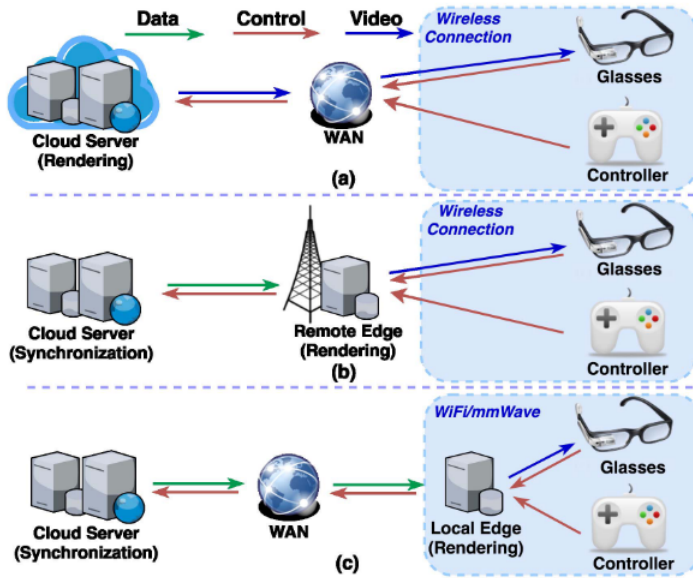 Data Control Video Wireless
Connection
Glasses
WAN
Cloud Server
(Rendering)
Controller
(a)
Wireless
Connection
Glasses
Cloud Server
(Synchronization)
Remote Edge
(Rendering)
Controller
(b)
WiFi/mmWave
Glasses
Cloud Server
(Synchronization)
WAN
Local Edge
(Rendering)
Controller
(c)